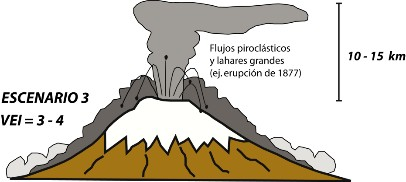 Flujos piroclásticos
y lahares grandes
(ej. erupción de 1877)
10 - 15 km
ESCENARIO 3
VEI = 3 - 4